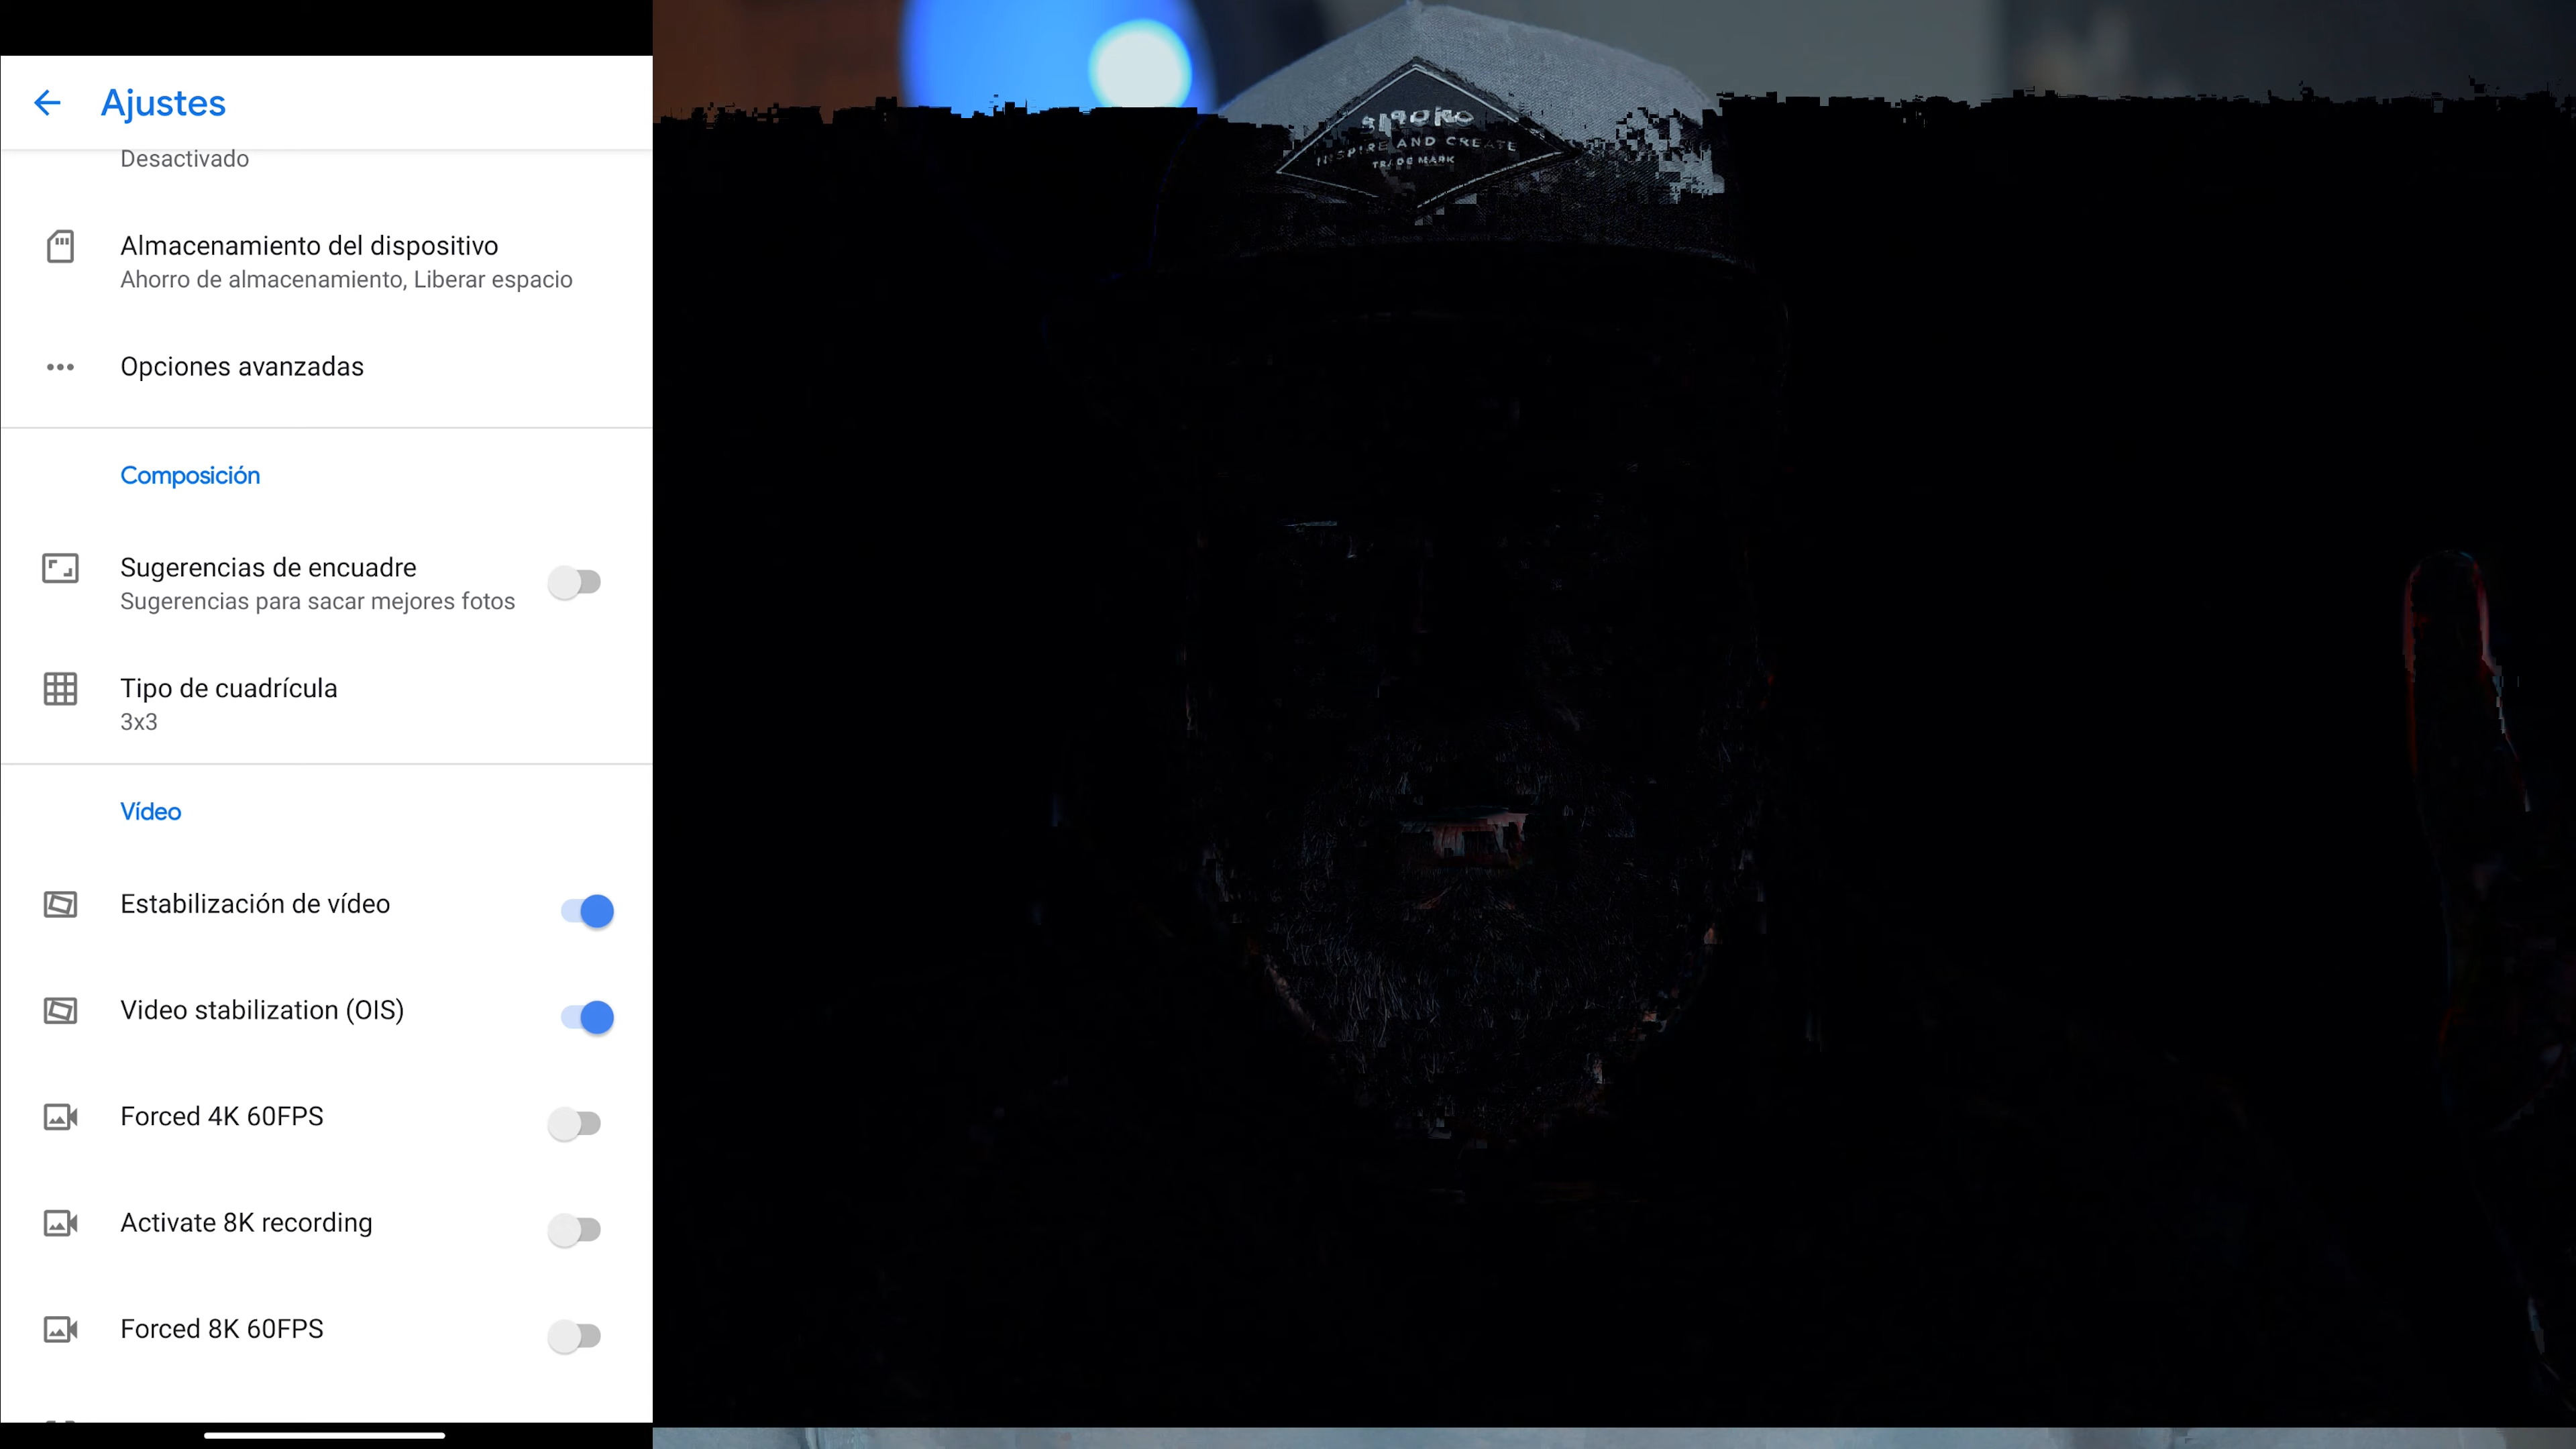 Ajustes
Desactivado
Almacenamiento del dispositivo
Ahorro de almacenamiento, Liberar espacio
Opciones avanzadas
Composición
Sugerencias de encuadre
Sugerencias para sacar mejores fotos
Tipo de cuadrícula
3x3
Vídeo
Estabilización de vídeo
Video stabilization (OIS)
Forced 4K 60FPS
Activate 8K recording
Forced 8K 60FPS
INSPIRE AND CREATE
TRADE MARK